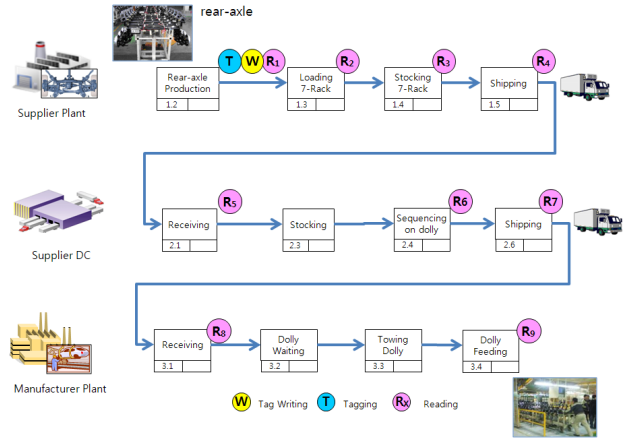 rear-axle
T W R1 R2 R3 R4
Rear-axle
Production
1.2
Loading
7-Rack
1.3
Stocking
7-Rack
1.4
Shipping
1.5
Supplier Plant
R5 R6 R7
Receiving
2.1
Stocking
2.3
Sequencing
on dolly
2.4
Shipping
2.6
Supplier DC
R8 R9
Receiving
3.1
Dolly
Waiting
3.2
Towing
Dolly
3.3
Dolly
Feeding
3.4
Manufacturer Plant
W Tag Writing T Tagging Rx Reading